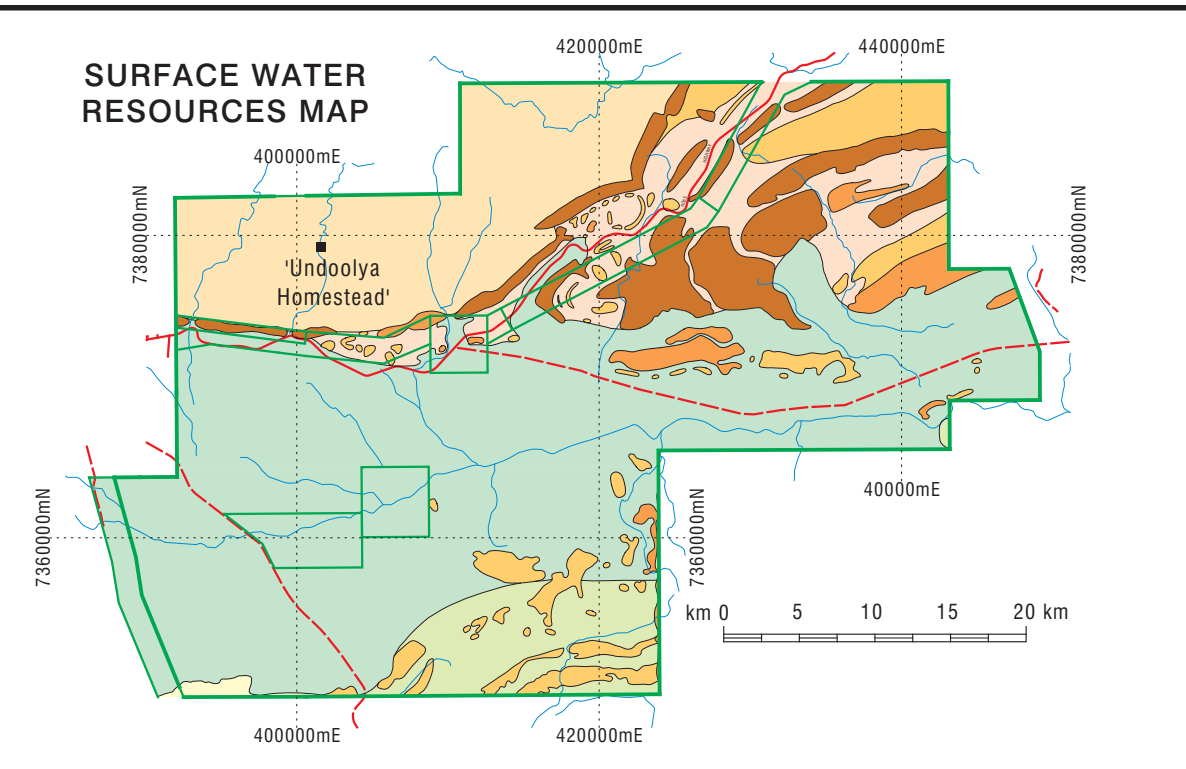 SURFACE WATER
RESOURCES MAP
420000mE
440000mE
400000mE
7380000mN
7380000mN
'Undoolya
Homestead'
40000mE
7360000mN
7360000mN
km 0 5 10 15 20 km
400000mE
420000mE